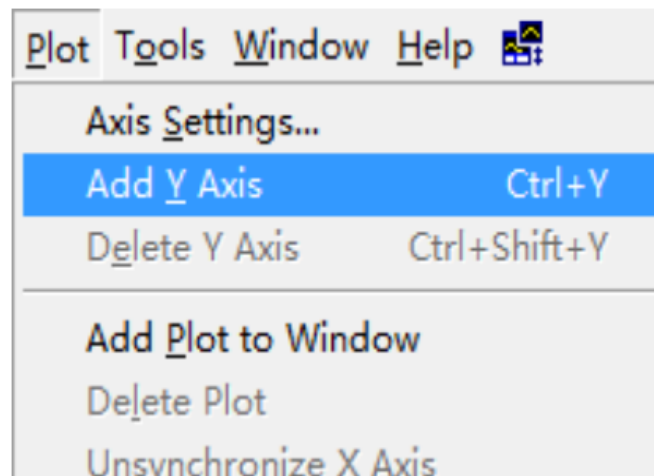 Plot Tools Window Help
Axis Settings...
Add Y Axis Ctrl+Y
Delete Y Axis Ctrl+Shift+Y
Add Plot to Window
Delete Plot
Unsynchronize X Axis